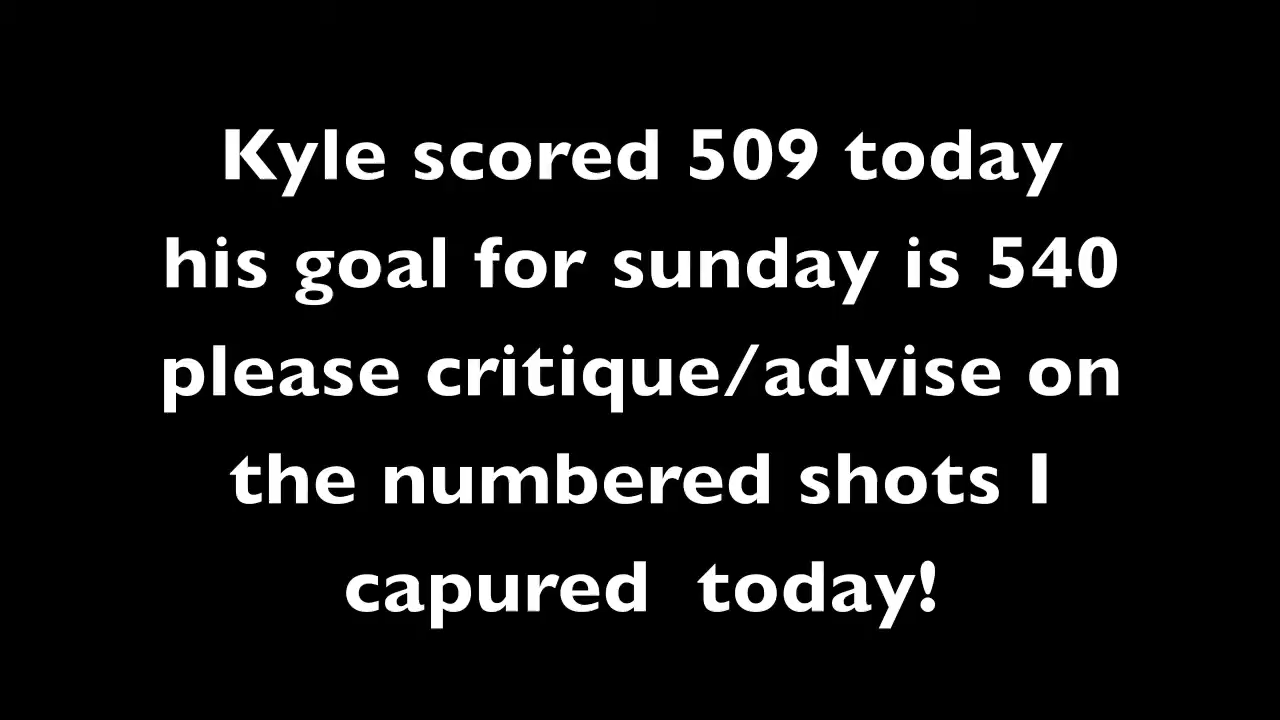 Kyle scored 509 today
his goal for sunday is 540
please critique/advise on
the numbered shots I
capured  today!